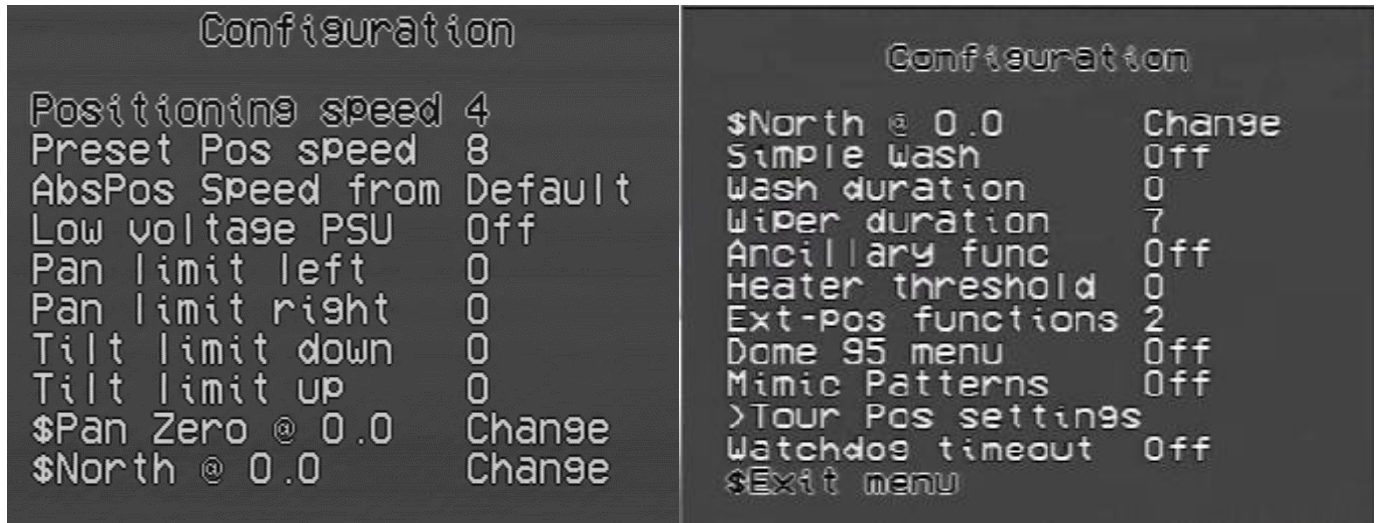 Configuration
Positioning speed 4
Preset Pos speed 8
AbsPos Speed from Default
Low voltage PSU Off
Pan limit left 0
Pan limit right 0
Tilt limit down 0
Tilt limit up 0
$Pan Zero @ 0.0 Change
$North @ 0.0 Change
Configuration
$North @ 0.0 Change
Simple Wash Off
Wash duration 0
Wiper duration 7
Ancillary func Off
Heater threshold 0
Ext-pos functions 2
Dome 95 menu Off
Mimic Patterns Off
>Tour Pos settings
Watchdog timeout Off
$Exit menu